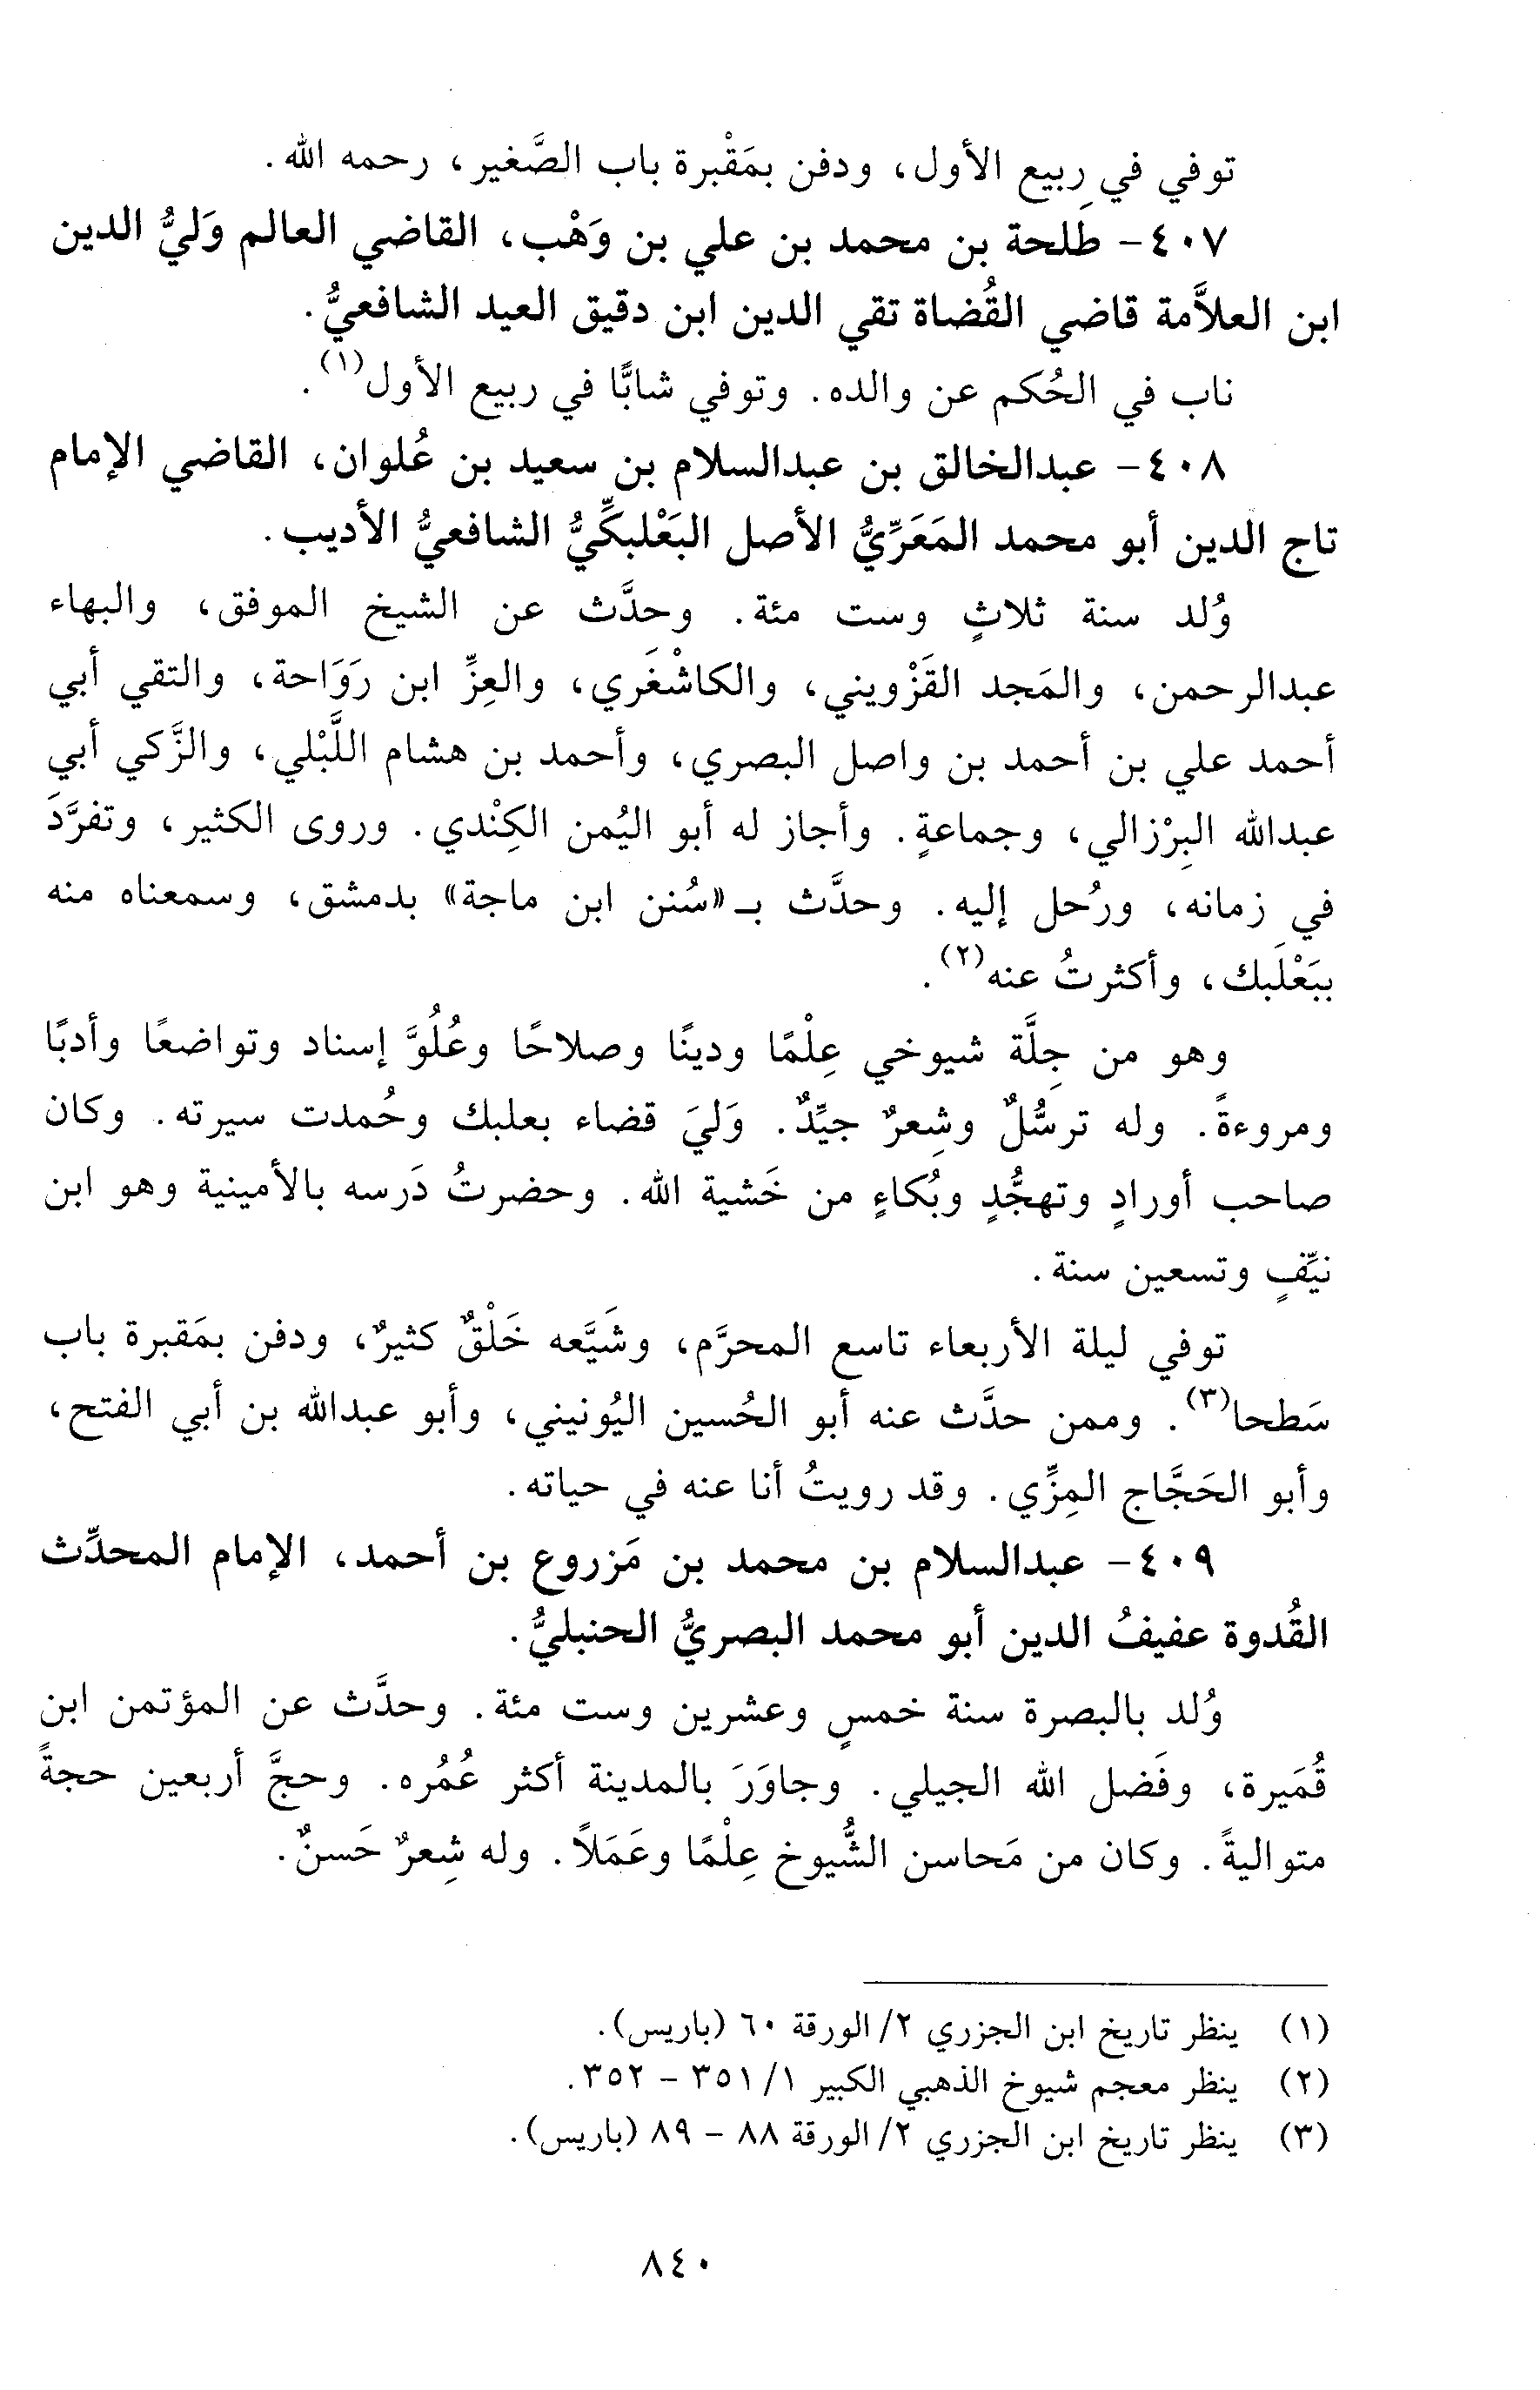 توفي في ربيع الأول، ودفن بمَقْبرة باب الصَّغير، رحمه الله.
٤٠٧- طلحة بن محمد بن علي بن وَهْب، القاضي العالم وَليُّ الدين
ابن العلاَّمة قاضي القُضاة تقي الدين ابن دقيق العيد الشافعيُّ.
ناب في الحُكم عن والده. وتوفي شابًّا في ربيع الأول(١).
٤٠٨- عبدالخالق بن عبدالسلام بن سعيد بن عُلوان، القاضي الإمام
تاج الدين أبو محمد المَعَرِّيُّ الأصل البَعْلبكِّيُّ الشافعيُّ الأديب.
وُلد سنة ثلاثٍ وست مئة. وحدَّث عن الشيخ الموفق، والبهاء
عبدالرحمن، والمَجد القَزْويني، والكاشْغَري، والعِزِّ ابن رَوَاحة، والتقي أبي
أحمد علي بن أحمد بن واصل البصري، وأحمد بن هشام اللَّبْلي، والزَّكي أبي
عبدالله البِرْزالي، وجماعةٍ. وأجاز له أبو اليُمن الكِنْدي. وروى الكثير، وتفرَّدَ
في زمانه، ورُحل إليه. وحدَّث بـ«سُنن ابن ماجة» بدمشق، وسمعناه منه
ببَعْلَبك، وأكثرتُ عنه(٢).
وهو من جِلَّة شيوخي عِلْمًا ودينًا وصلاحًا وعُلُوَّ إسناد وتواضعًا وأدبًا
ومروءةً. وله ترسُّلٌ وشِعرٌ جيِّدٌ. وَليَ قضاء بعلبك وحُمدت سيرته. وكان
صاحب أورادٍ وتهجُّدٍ وبُكاءٍ من خَشية الله. وحضرتُ دَرسه بالأمينية وهو ابن
نيِّفٍ وتسعين سنة.
توفي ليلة الأربعاء تاسع المحرَّم، وشَيَّعه خَلْقٌ كثيرٌ، ودفن بمَقبرة باب
سَطحا(٣). وممن حدَّث عنه أبو الحُسين اليُونيني، وأبو عبدالله بن أبي الفتح،
وأبو الحَجَّاج المِزِّي. وقد رويتُ أنا عنه في حياته.
٤٠٩- عبدالسلام بن محمد بن مَزروع بن أحمد، الإمام المحدِّث
القُدوة عفيفُ الدين أبو محمد البصريُّ الحنبليُّ.
وُلد بالبصرة سنة خمسٍ وعشرين وست مئة. وحدَّث عن المؤتمن ابن
قُمَيرة، وفَضل الله الجيلي. وجاوَرَ بالمدينة أكثر عُمُره. وحجَّ أربعين حجةً
متواليةً. وكان من مَحاسن الشُّيوخ عِلْمًا وعَمَلاً. وله شِعرٌ حَسنٌ.
(١) ينظر تاريخ ابن الجزري ٢/ الورقة ٦٠ (باريس).
(٢) ينظر معجم شيوخ الذهبي الكبير ١/ ٣٥١ - ٣٥٢.
(٣) ينظر تاريخ ابن الجزري ٢/ الورقة ٨٨ - ٨٩ (باريس).
٨٤٠